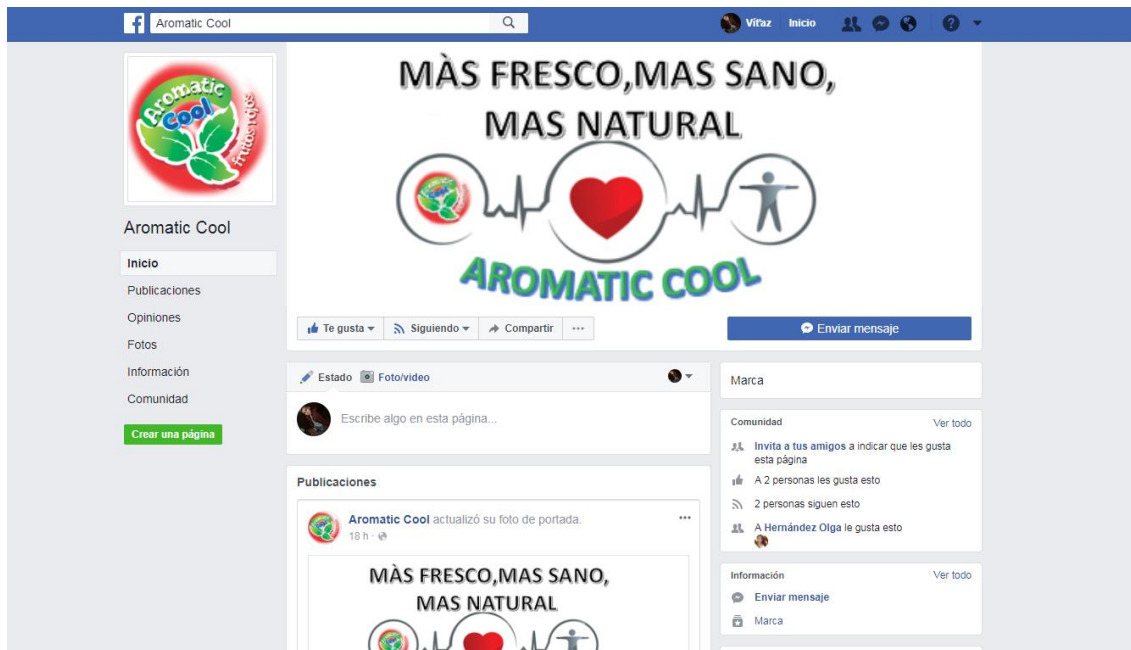 Aromatic Cool
Vitaz Inicio
Aromatic
Cool
frutos rojos
MÀS FRESCO,MAS SANO,
MAS NATURAL
AROMATIC COOL
Aromatic Cool
Inicio
Publicaciones
Opiniones
Fotos
Información
Comunidad
Crear una página
Te gusta
Siguiendo
Compartir
Enviar mensaje
Estado
Foto/video
Escribe algo en esta página...
Publicaciones
Aromatic Cool actualizó su foto de portada.
18 h
MÀS FRESCO,MAS SANO,
MAS NATURAL
Marca
Comunidad
Ver todo
Invita a tus amigos a indicar que les gusta
esta página
A 2 personas les gusta esto
2 personas siguen esto
A Hernández Olga le gusta esto
Información
Ver todo
Enviar mensaje
Marca